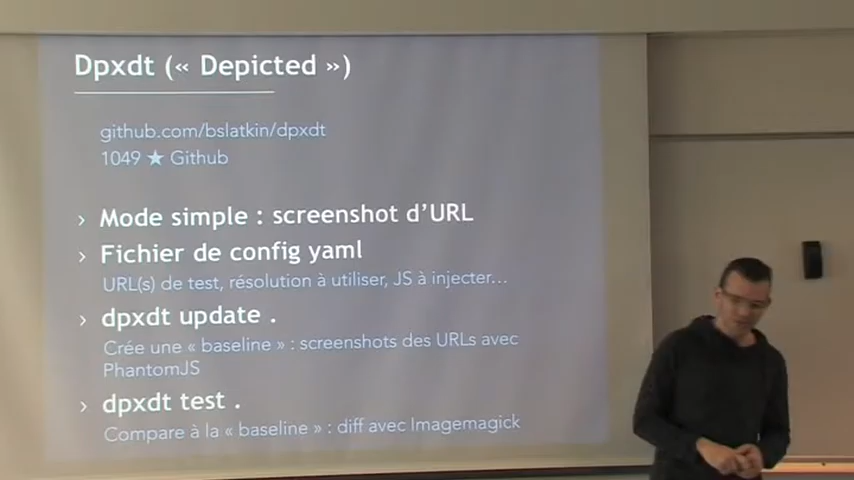 Dpxdt (« Depicted »)
github.com/bslatkin/dpxdt
1049 ★ Github
› Mode simple : screenshot d'URL
› Fichier de config yaml
URL(s) de test, résolution à utiliser, JS à injecter…
› dpxdt update .
Crée une « baseline » : screenshots des URLs avec
PhantomJS
› dpxdt test .
Compare à la « baseline » : diff avec Imagemagick